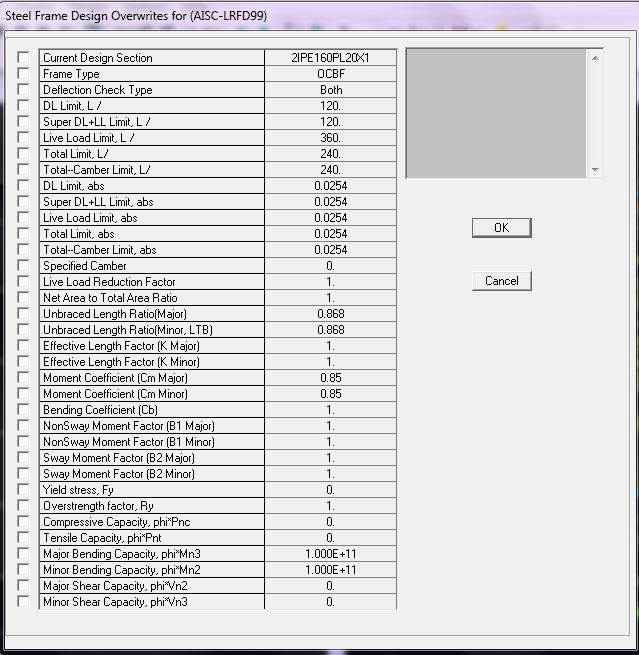 Steel Frame Design Overwrites for (AISC-LRFD99)
Current Design Section 2IPE160PL20X1
Frame Type OCBF
Deflection Check Type Both
DL Limit, L / 120.
Super DL+LL Limit, L / 120.
Live Load Limit, L / 360.
Total Limit, L/ 240.
Total--Camber Limit, L/ 240.
DL Limit, abs 0.0254
Super DL+LL Limit, abs 0.0254
Live Load Limit, abs 0.0254
Total Limit, abs 0.0254
Total--Camber Limit, abs 0.0254
Specified Camber 0.
Live Load Reduction Factor 1.
Net Area to Total Area Ratio 1.
Unbraced Length Ratio(Major) 0.868
Unbraced Length Ratio(Minor, LTB) 0.868
Effective Length Factor (K Major) 1.
Effective Length Factor (K Minor) 1.
Moment Coefficient (Cm Major) 0.85
Moment Coefficient (Cm Minor) 0.85
Bending Coefficient (Cb) 1.
NonSway Moment Factor (B1 Major) 1.
NonSway Moment Factor (B1 Minor) 1.
Sway Moment Factor (B2 Major) 1.
Sway Moment Factor (B2 Minor) 1.
Yield stress, Fy 0.
Overstrength factor, Ry 1.
Compressive Capacity, phi*Pnc 0.
Tensile Capacity, phi*Pnt 0.
Major Bending Capacity, phi*Mn3 1.000E+11
Minor Bending Capacity, phi*Mn2 1.000E+11
Major Shear Capacity, phi*Vn2 0.
Minor Shear Capacity, phi*Vn3 0.
OK
Cancel